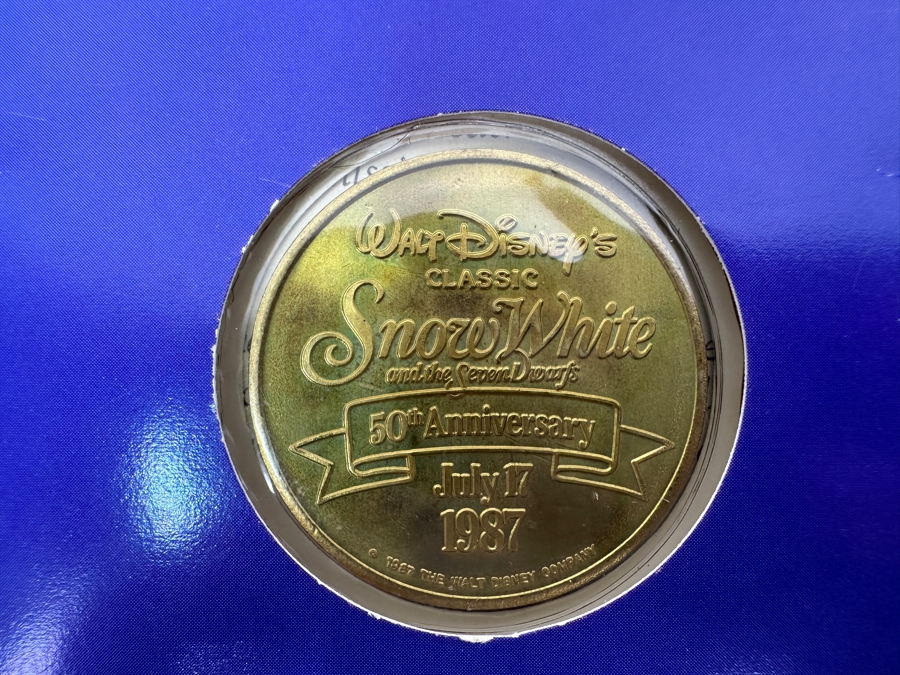 Walt Disney's
CLASSIC
Snow White
and the Seven Dwarfs
50th Anniversary
July 17
1987
© 1987 THE WALT DISNEY COMPANY